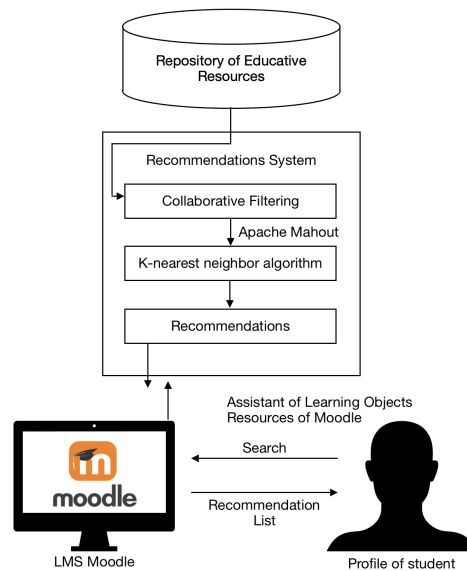 Repository of Educative
Resources
Recommendations System
Collaborative Filtering
Apache Mahout
K-nearest neighbor algorithm
Recommendations
Assistant of Learning Objects
Resources of Moodle
Search
m
moodle
Recommendation
List
LMS Moodle
Profile of student